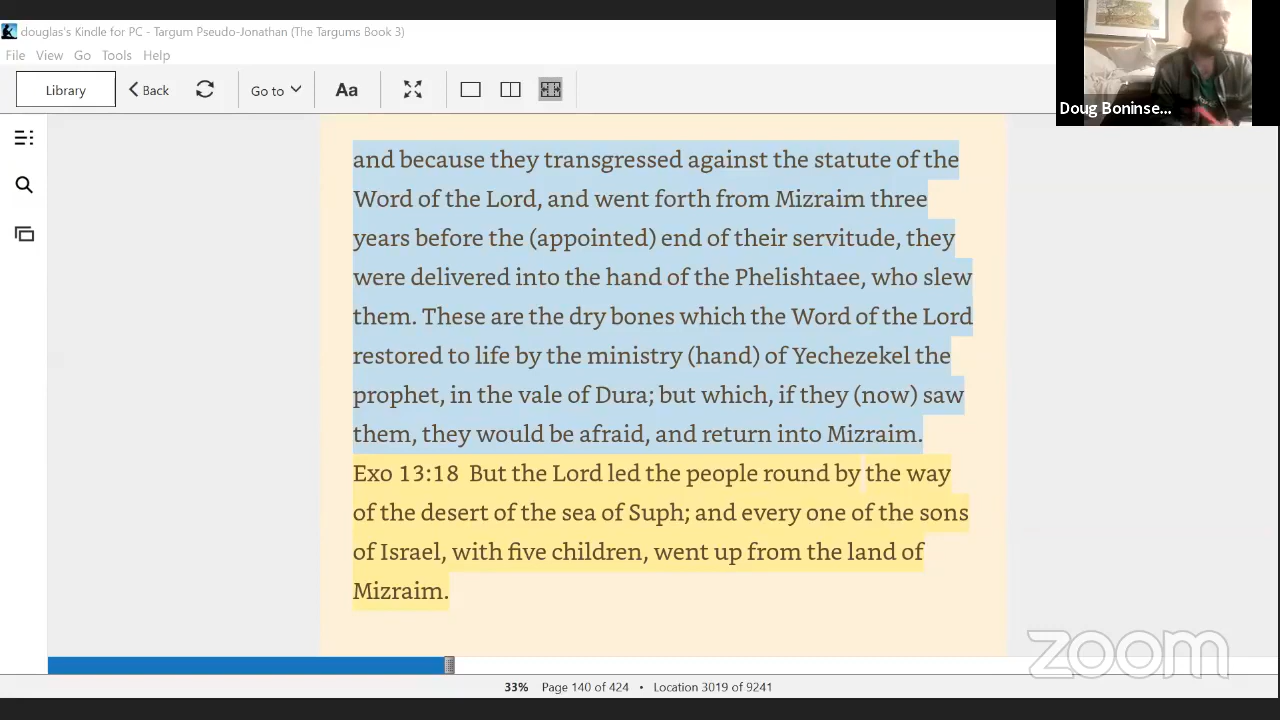 douglas's Kindle for PC - Targum Pseudo-Jonathan (The Targums Book 3)
File View Go Tools Help
Library Back Go to Aa
Doug Boninse...
and because they transgressed against the statute of the
Word of the Lord, and went forth from Mizraim three
years before the (appointed) end of their servitude, they
were delivered into the hand of the Phelishtaee, who slew
them. These are the dry bones which the Word of the Lord
restored to life by the ministry (hand) of Yechezekel the
prophet, in the vale of Dura; but which, if they (now) saw
them, they would be afraid, and return into Mizraim.
Exo 13:18 But the Lord led the people round by the way
of the desert of the sea of Suph; and every one of the sons
of Israel, with five children, went up from the land of
Mizraim.
zoom
33% Page 140 of 424 • Location 3019 of 9241